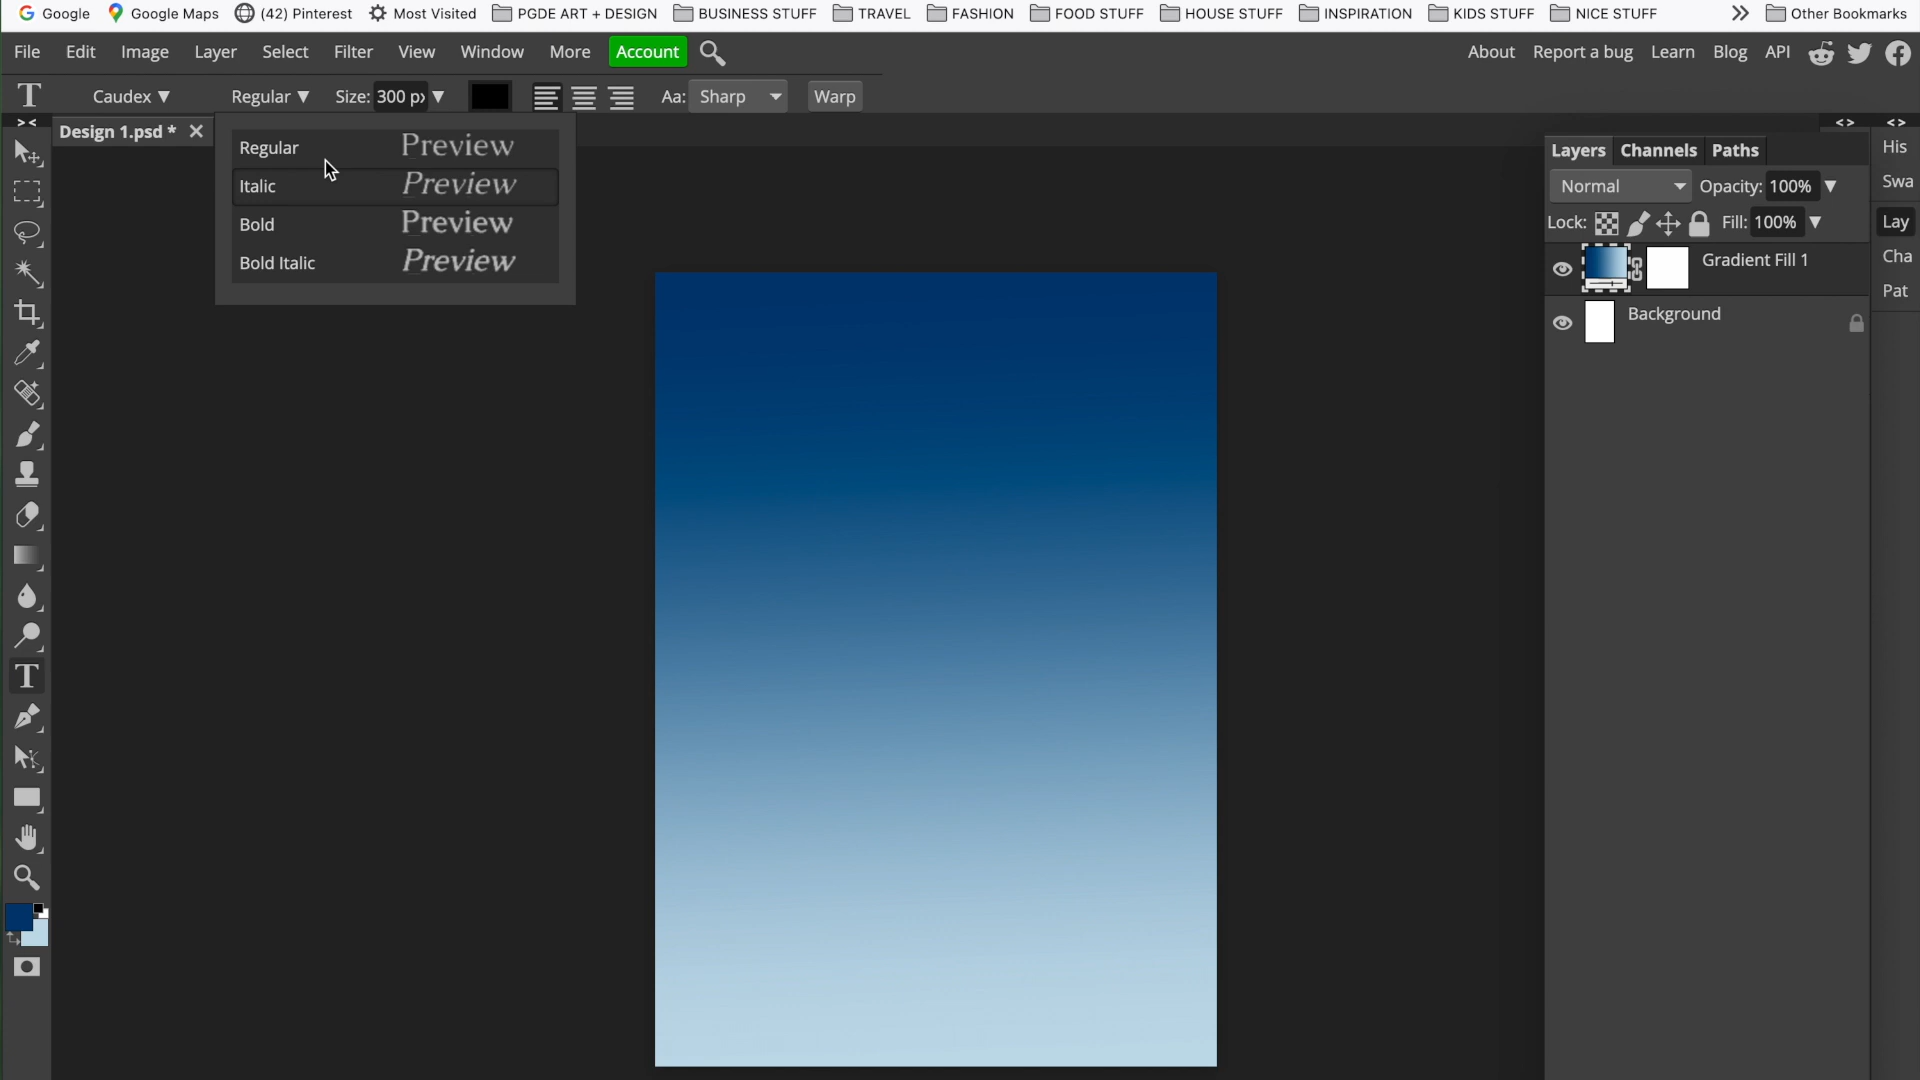 Google Google Maps (42) Pinterest Most Visited PGDE ART + DESIGN BUSINESS STUFF TRAVEL FASHION FOOD STUFF HOUSE STUFF INSPIRATION KIDS STUFF NICE STUFF Other Bookmarks
File Edit Image Layer Select Filter View Window More Account About Report a bug Learn Blog API
T Caudex Regular Size: 300 px Aa: Sharp Warp
Design 1.psd *
Regular Preview
Italic Preview
Bold Preview
Bold Italic Preview
Layers Channels Paths
Normal Opacity: 100%
Lock: Fill: 100%
Gradient Fill 1
Background
His
Swa
Lay
Cha
Pat